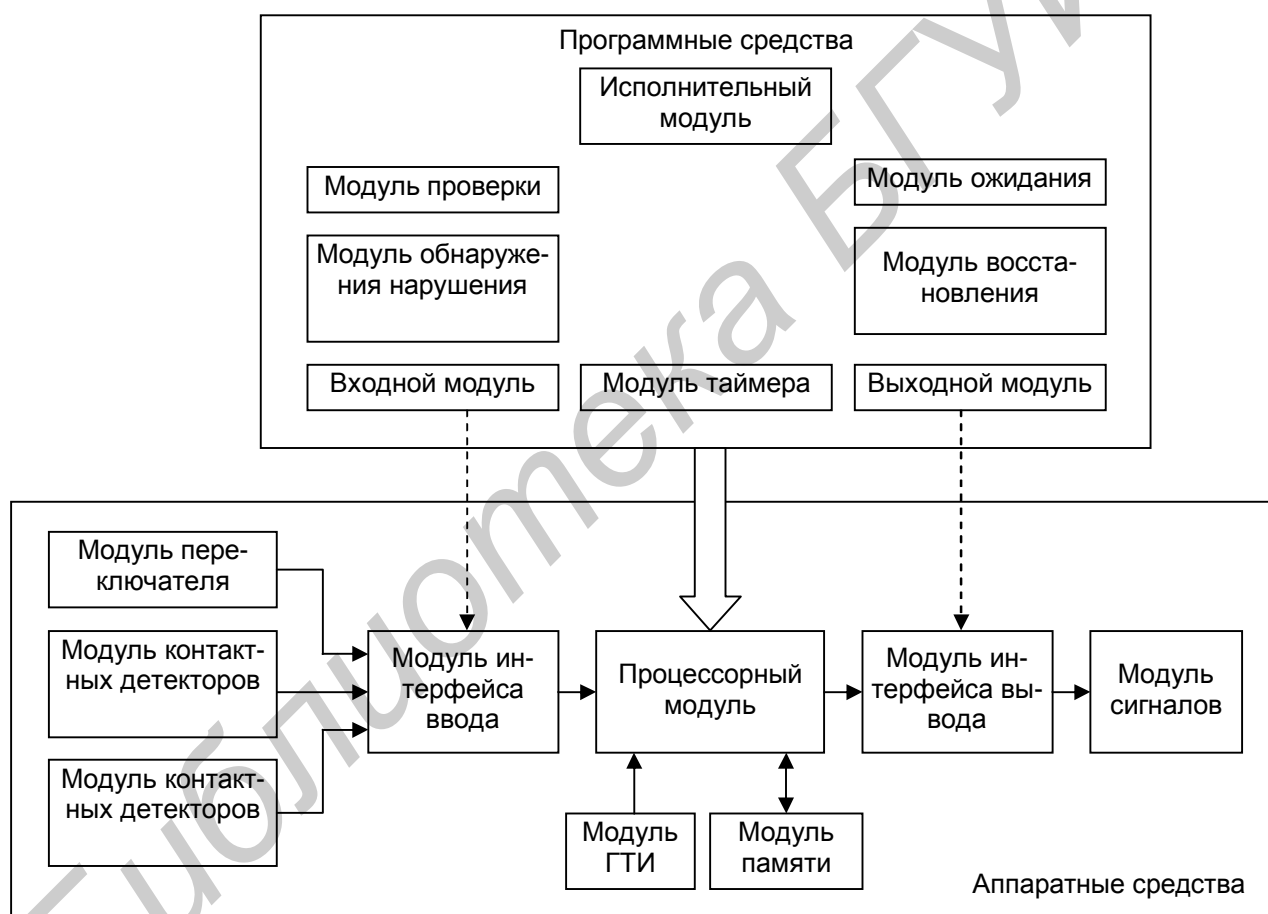 Программные средства
Исполнительный
модуль
Модуль проверки
Модуль ожидания
Модуль обнаруже-
ния нарушения
Модуль восста-
новления
Входной модуль
Модуль таймера
Выходной модуль
Модуль пере-
ключателя
Модуль контакт-
ных детекторов
Модуль контакт-
ных детекторов
Модуль ин-
терфейса
ввода
Процессорный
модуль
Модуль ин-
терфейса вы-
вода
Модуль
сигналов
Модуль
ГТИ
Модуль
памяти
Аппаратные средства
Библиотека БГУИ